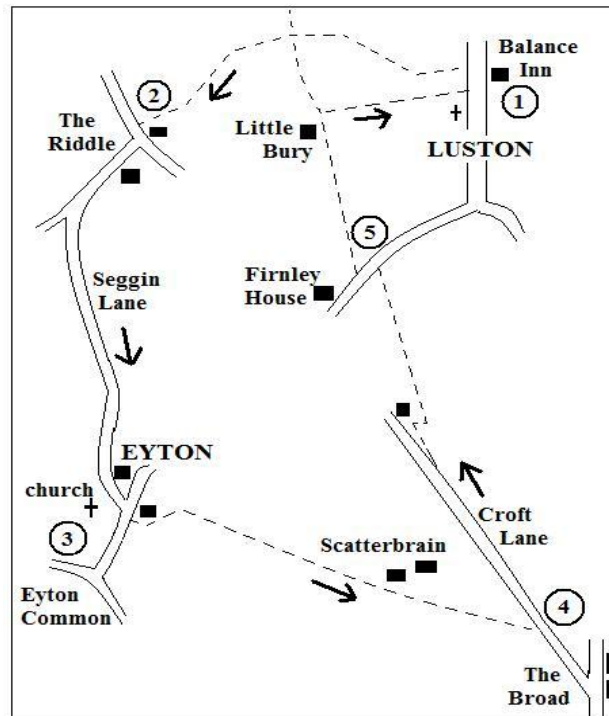 Balance
Inn
1
2
The
Riddle
Little
Bury
LUSTON
5
Firnley
House
Seggin
Lane
EYTON
church
3
Croft
Lane
Scatterbrain
4
Eyton
Common
The
Broad